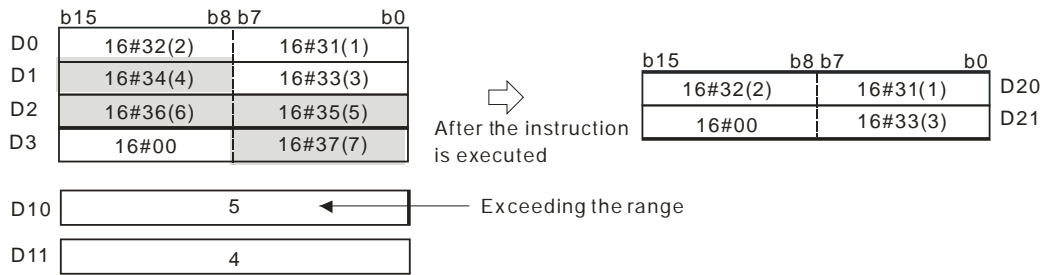 b15 b8 b7 b0
D0 16#32(2) 16#31(1)
D1 16#34(4) 16#33(3)
D2 16#36(6) 16#35(5)
D3 16#00 16#37(7)
After the instruction
is executed
b15 b8 b7 b0
16#32(2) 16#31(1) D20
16#00 16#33(3) D21
D10 5 Exceeding the range
D11 4